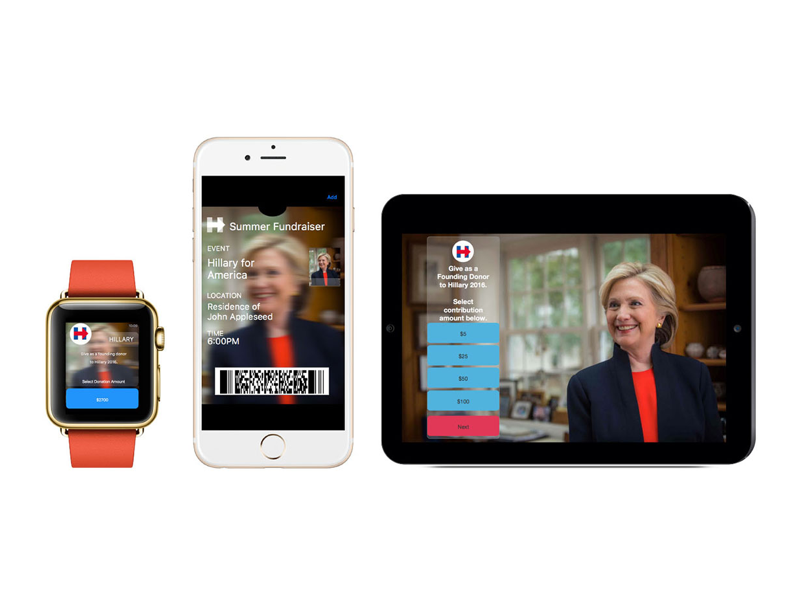 HILLARY
Give as a founding donor
to Hillary 2016.
Select Donation Amount
$2700
Add
H Summer Fundraiser
EVENT
Hillary for
America
LOCATION
Residence of
John Appleseed
TIME
6:00PM
H
Give as a
Founding Donor
to Hillary 2016.
Select
contribution
amount below.
$5
$25
$50
$100
Next